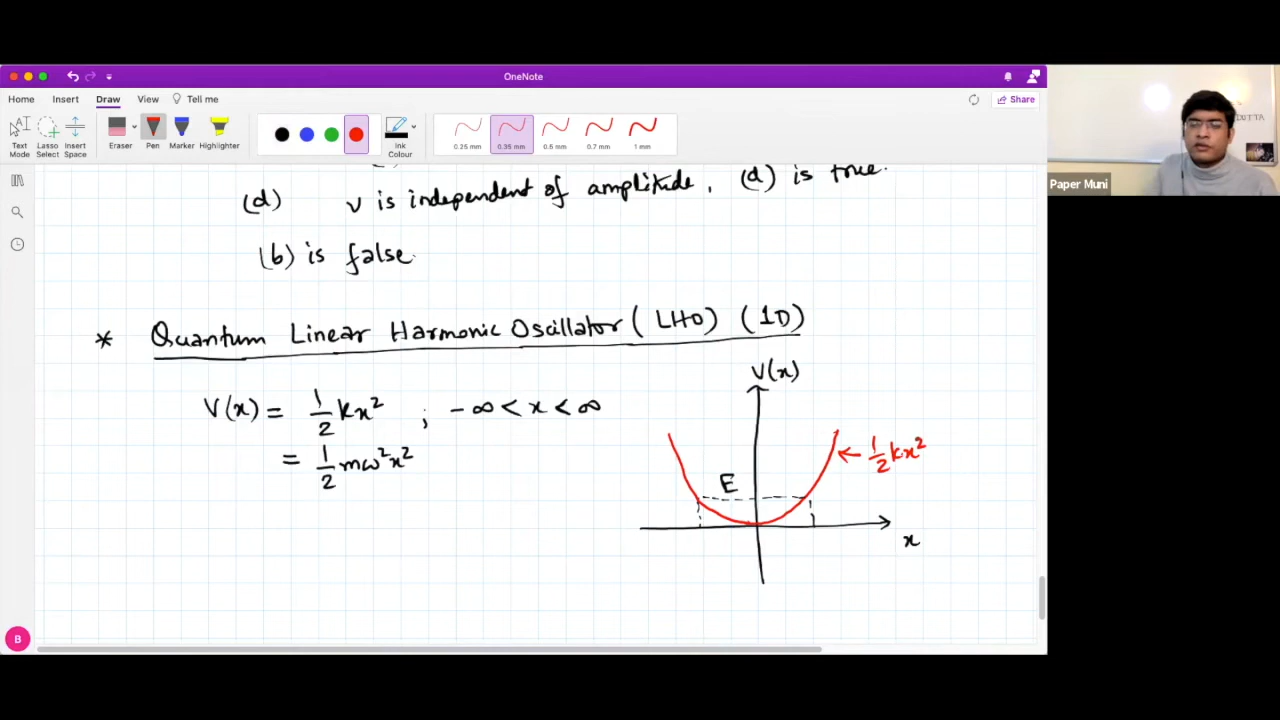 OneNote
Home Insert Draw View Tell me
Share
Text Mode Lasso Select Insert Space Eraser Pen Marker Highlighter Ink Colour
0.25 mm 0.35 mm 0.5 mm 0.7 mm 1 mm
Paper Muni
(d) ν is independent of amplitude, (d) is true.
(b) is false.
* Quantum Linear Harmonic Oscillator (LHO) (1D)
V(x) = 1/2 kx² ; -∞ < x < ∞
= 1/2 mω²x²
V(x)
← 1/2 kx²
E
x
B